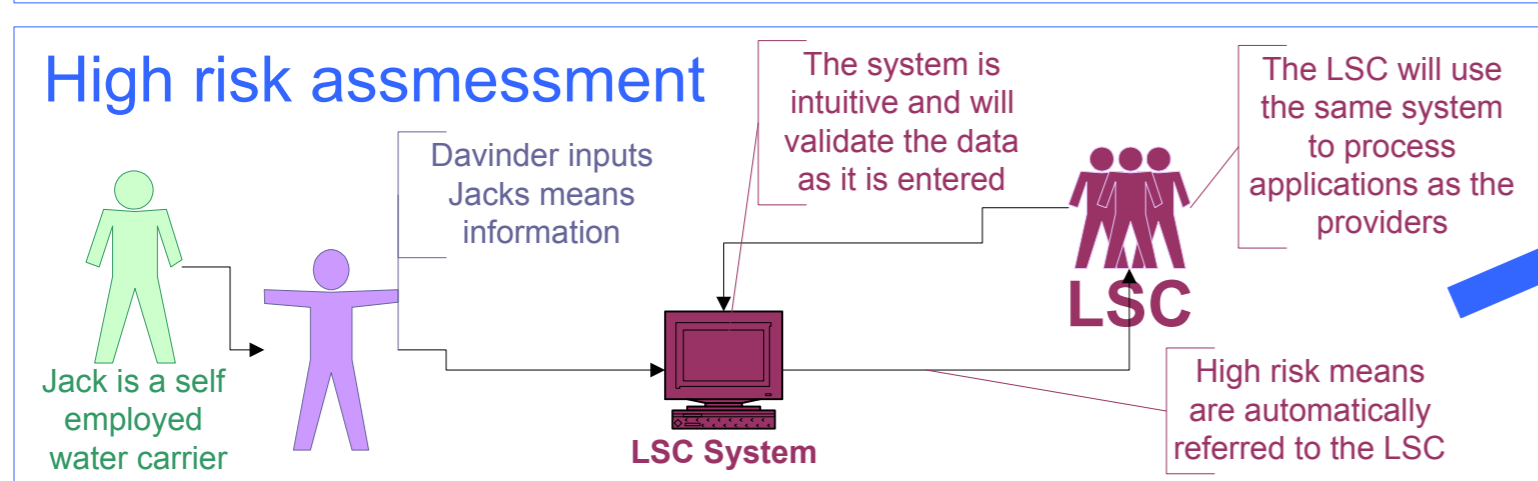 High risk assmessment
Jack is a self
employed
water carrier
Davinder inputs
Jacks means
information
The system is
intuitive and will
validate the data
as it is entered
LSC System
LSC
The LSC will use
the same system
to process
applications as the
providers
High risk means
are automatically
referred to the LSC